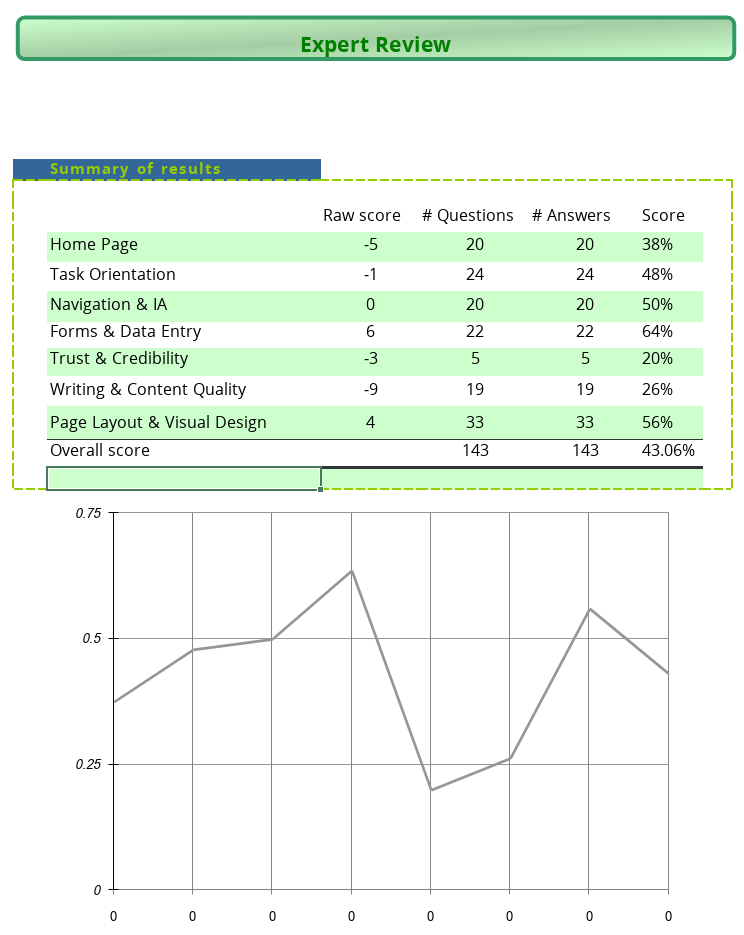 Expert Review
Summary of results
Raw score # Questions # Answers Score
Home Page -5 20 20 38%
Task Orientation -1 24 24 48%
Navigation & IA 0 20 20 50%
Forms & Data Entry 6 22 22 64%
Trust & Credibility -3 5 5 20%
Writing & Content Quality -9 19 19 26%
Page Layout & Visual Design 4 33 33 56%
Overall score 143 143 43.06%
0.75
0.5
0.25
0
0 0 0 0 0 0 0 0